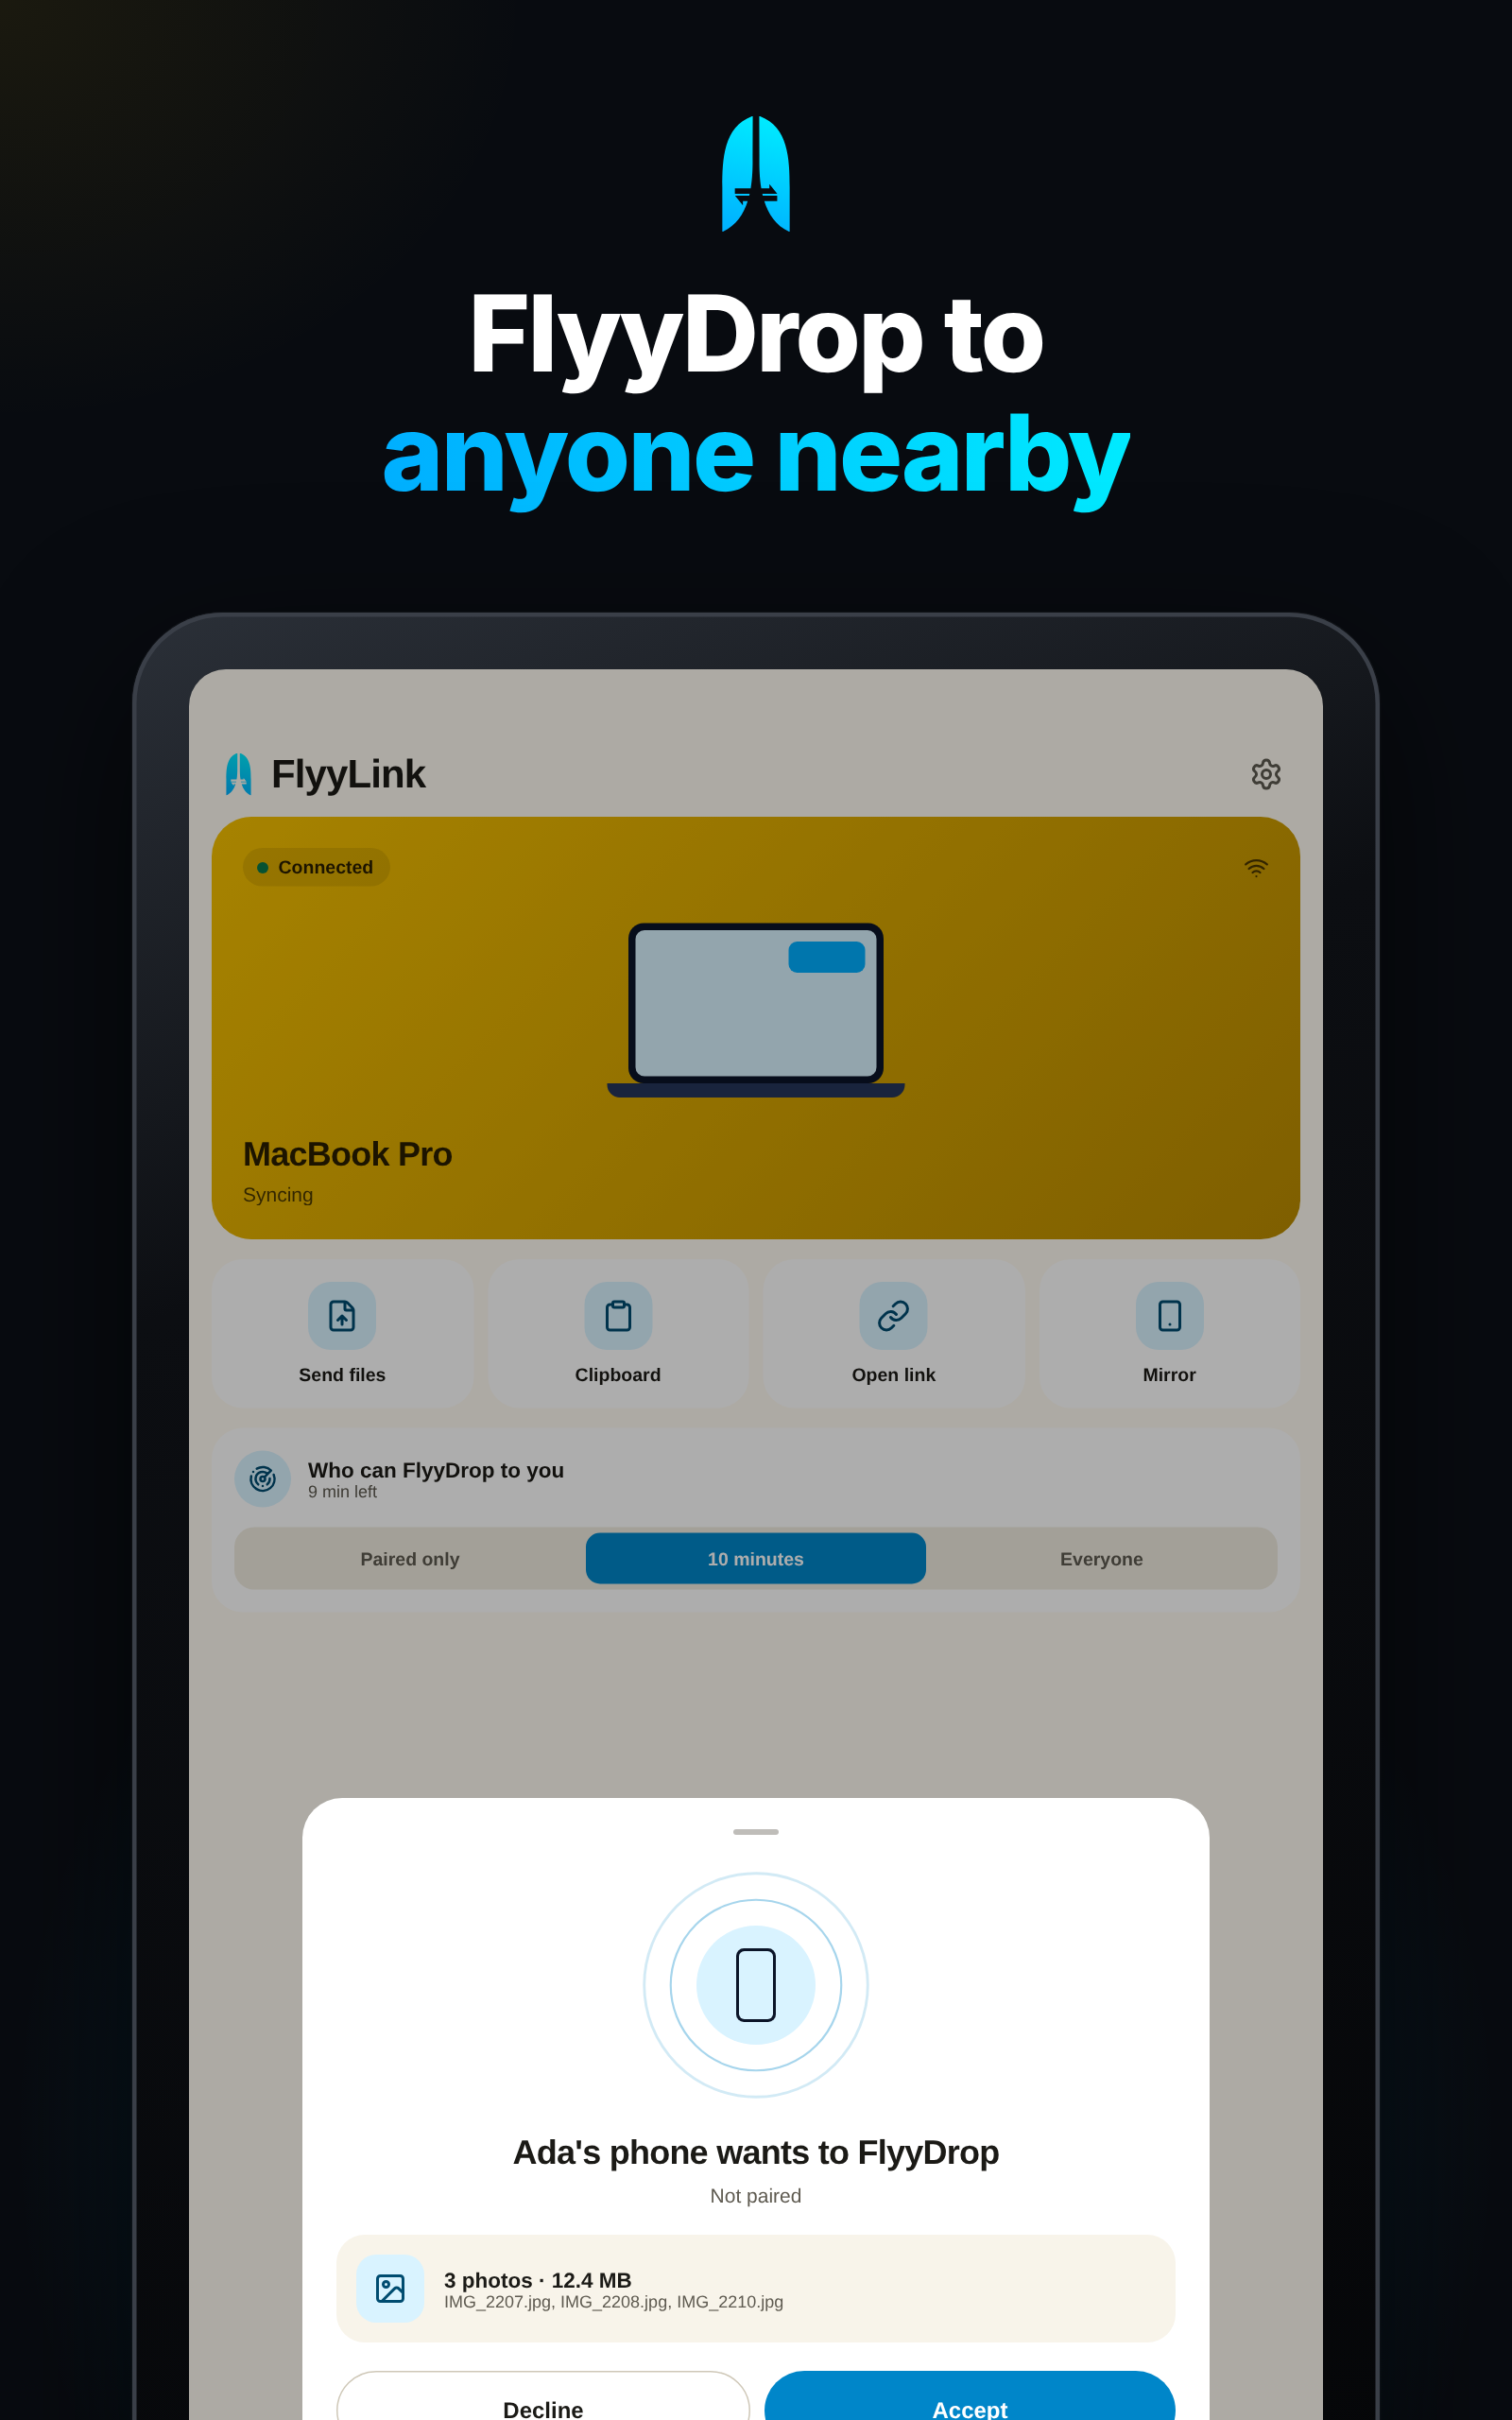 FlyyDrop to
anyone nearby
FlyyLink
Connected
MacBook Pro
Syncing
Send files
Clipboard
Open link
Mirror
Who can FlyyDrop to you
9 min left
Paired only
10 minutes
Everyone
Ada's phone wants to FlyyDrop
Not paired
3 photos · 12.4 MB
IMG_2207.jpg, IMG_2208.jpg, IMG_2210.jpg
Decline
Accept